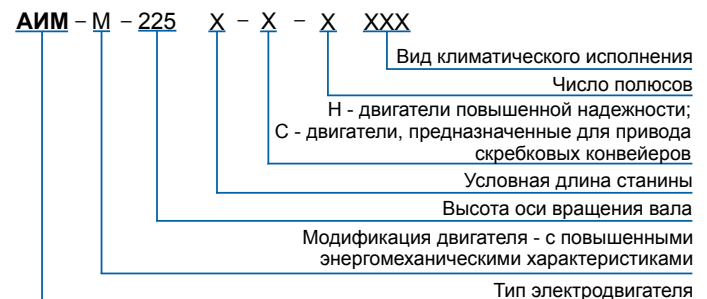 АИМ – М – 225 Х – Х – Х ХХХ
Вид климатического исполнения
Число полюсов
Н - двигатели повышенной надежности;
С - двигатели, предназначенные для привода
скребковых конвейеров
Условная длина станины
Высота оси вращения вала
Модификация двигателя - с повышенными
энергомеханическими характеристиками
Тип электродвигателя